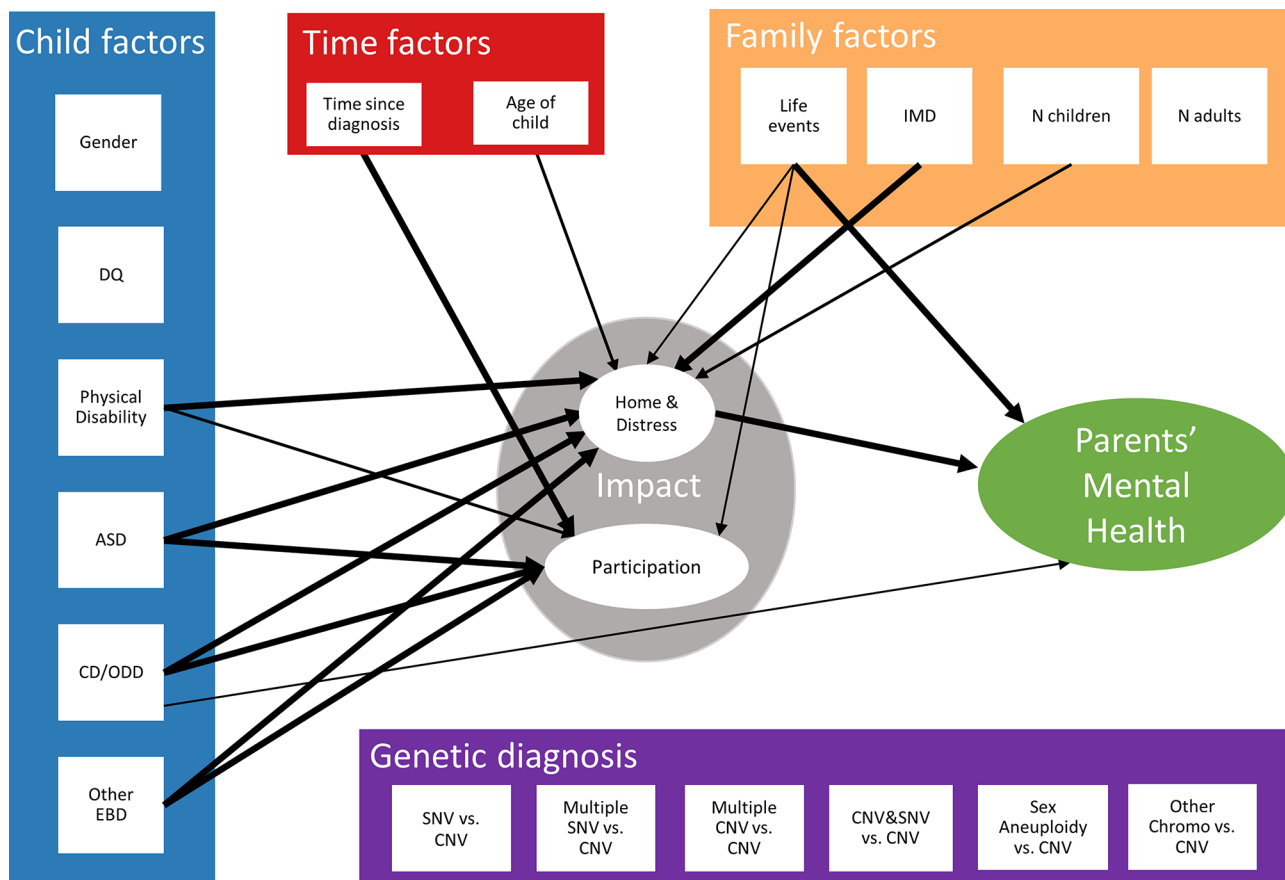 Child factors
Gender
DQ
Physical
Disability
ASD
CD/ODD
Other
EBD
Time factors
Time since
diagnosis
Age of
child
Family factors
Life
events
IMD
N children
N adults
Home &
Distress
Impact
Participation
Parents’
Mental
Health
Genetic diagnosis
SNV vs.
CNV
Multiple
SNV vs.
CNV
Multiple
CNV vs.
CNV
CNV&SNV
vs. CNV
Sex
Aneuploidy
vs. CNV
Other
Chromo vs.
CNV